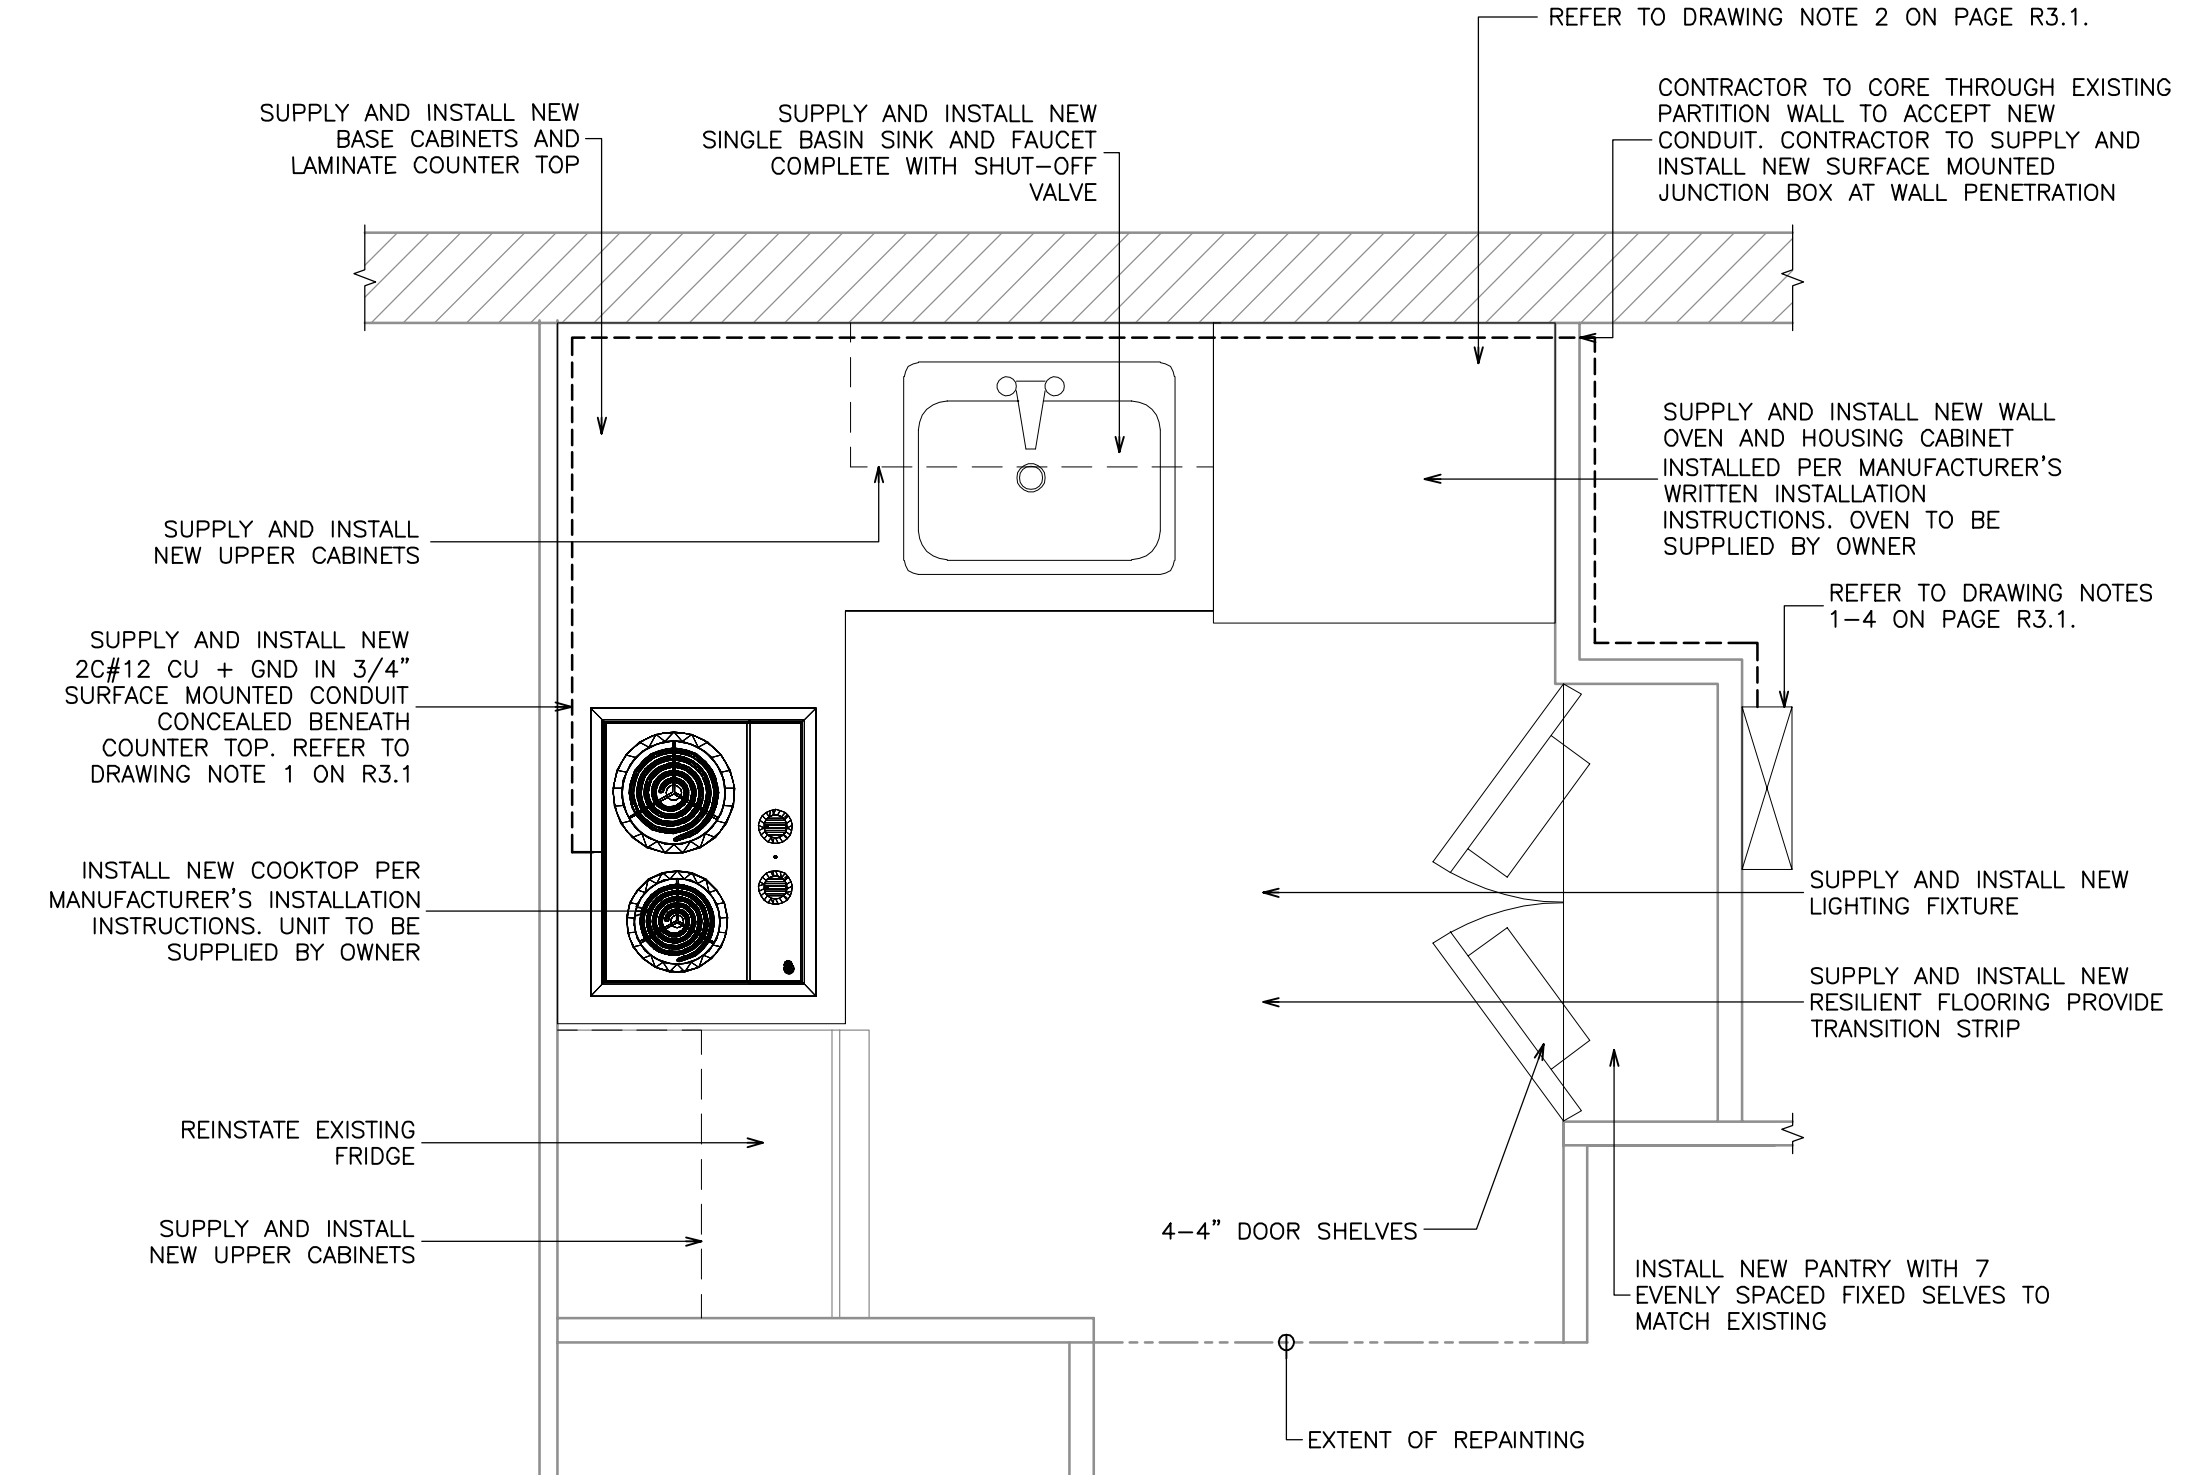 REFER TO DRAWING NOTE 2 ON PAGE R3.1.
SUPPLY AND INSTALL NEW
BASE CABINETS AND
LAMINATE COUNTER TOP
SUPPLY AND INSTALL NEW
SINGLE BASIN SINK AND FAUCET
COMPLETE WITH SHUT-OFF
VALVE
CONTRACTOR TO CORE THROUGH EXISTING
PARTITION WALL TO ACCEPT NEW
CONDUIT. CONTRACTOR TO SUPPLY AND
INSTALL NEW SURFACE MOUNTED
JUNCTION BOX AT WALL PENETRATION
SUPPLY AND INSTALL NEW WALL
OVEN AND HOUSING CABINET
INSTALLED PER MANUFACTURER'S
WRITTEN INSTALLATION
INSTRUCTIONS. OVEN TO BE
SUPPLIED BY OWNER
SUPPLY AND INSTALL
NEW UPPER CABINETS
REFER TO DRAWING NOTES
1-4 ON PAGE R3.1.
SUPPLY AND INSTALL NEW
2C#12 CU + GND IN 3/4"
SURFACE MOUNTED CONDUIT
CONCEALED BENEATH
COUNTER TOP. REFER TO
DRAWING NOTE 1 ON R3.1
INSTALL NEW COOKTOP PER
MANUFACTURER'S INSTALLATION
INSTRUCTIONS. UNIT TO BE
SUPPLIED BY OWNER
SUPPLY AND INSTALL NEW
LIGHTING FIXTURE
SUPPLY AND INSTALL NEW
RESILIENT FLOORING PROVIDE
TRANSITION STRIP
REINSTATE EXISTING
FRIDGE
SUPPLY AND INSTALL
NEW UPPER CABINETS
4-4" DOOR SHELVES
INSTALL NEW PANTRY WITH 7
EVENLY SPACED FIXED SELVES TO
MATCH EXISTING
EXTENT OF REPAINTING